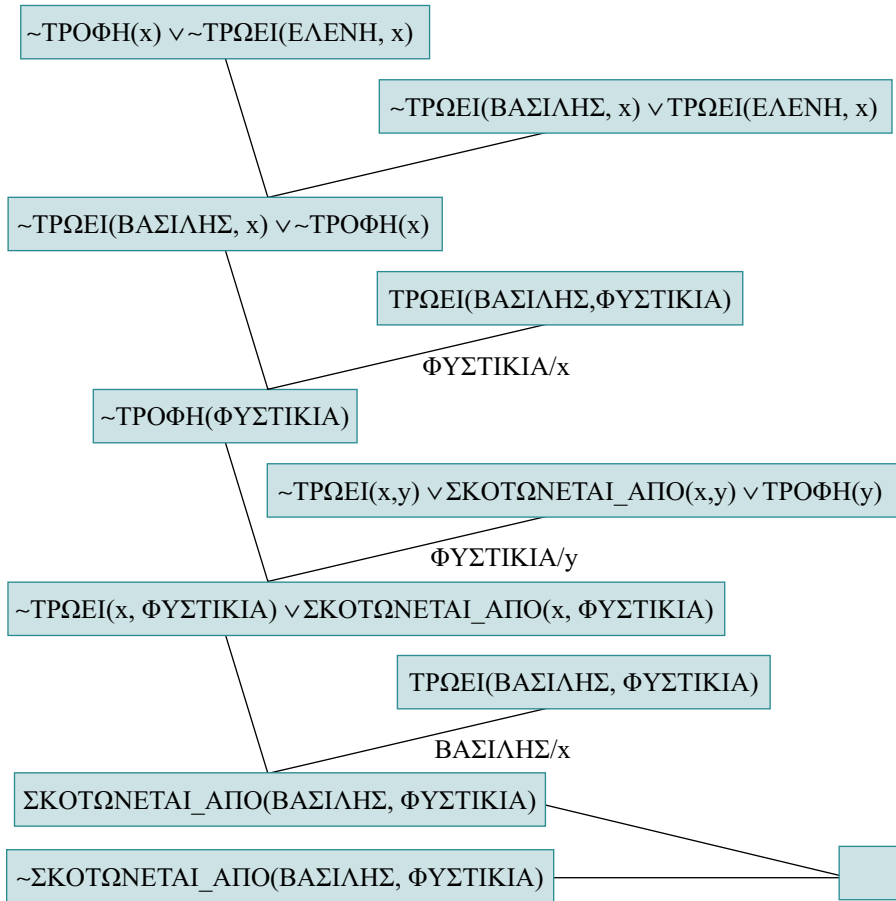 ~ΤΡΟΦΗ(x) ∨~ΤΡΩΕΙ(ΕΛΕΝΗ, x)
~ΤΡΩΕΙ(ΒΑΣΙΛΗΣ, x) ∨ΤΡΩΕΙ(ΕΛΕΝΗ, x)
~ΤΡΩΕΙ(ΒΑΣΙΛΗΣ, x) ∨~ΤΡΟΦΗ(x)
ΤΡΩΕΙ(ΒΑΣΙΛΗΣ,ΦΥΣΤΙΚΙΑ)
ΦΥΣΤΙΚΙΑ/x
~ΤΡΟΦΗ(ΦΥΣΤΙΚΙΑ)
~ΤΡΩΕΙ(x,y) ∨ΣΚΟΤΩΝΕΤΑΙ_ΑΠΟ(x,y) ∨ΤΡΟΦΗ(y)
ΦΥΣΤΙΚΙΑ/y
~ΤΡΩΕΙ(x, ΦΥΣΤΙΚΙΑ) ∨ΣΚΟΤΩΝΕΤΑΙ_ΑΠΟ(x, ΦΥΣΤΙΚΙΑ)
ΤΡΩΕΙ(ΒΑΣΙΛΗΣ, ΦΥΣΤΙΚΙΑ)
ΒΑΣΙΛΗΣ/x
ΣΚΟΤΩΝΕΤΑΙ_ΑΠΟ(ΒΑΣΙΛΗΣ, ΦΥΣΤΙΚΙΑ)
~ΣΚΟΤΩΝΕΤΑΙ_ΑΠΟ(ΒΑΣΙΛΗΣ, ΦΥΣΤΙΚΙΑ)